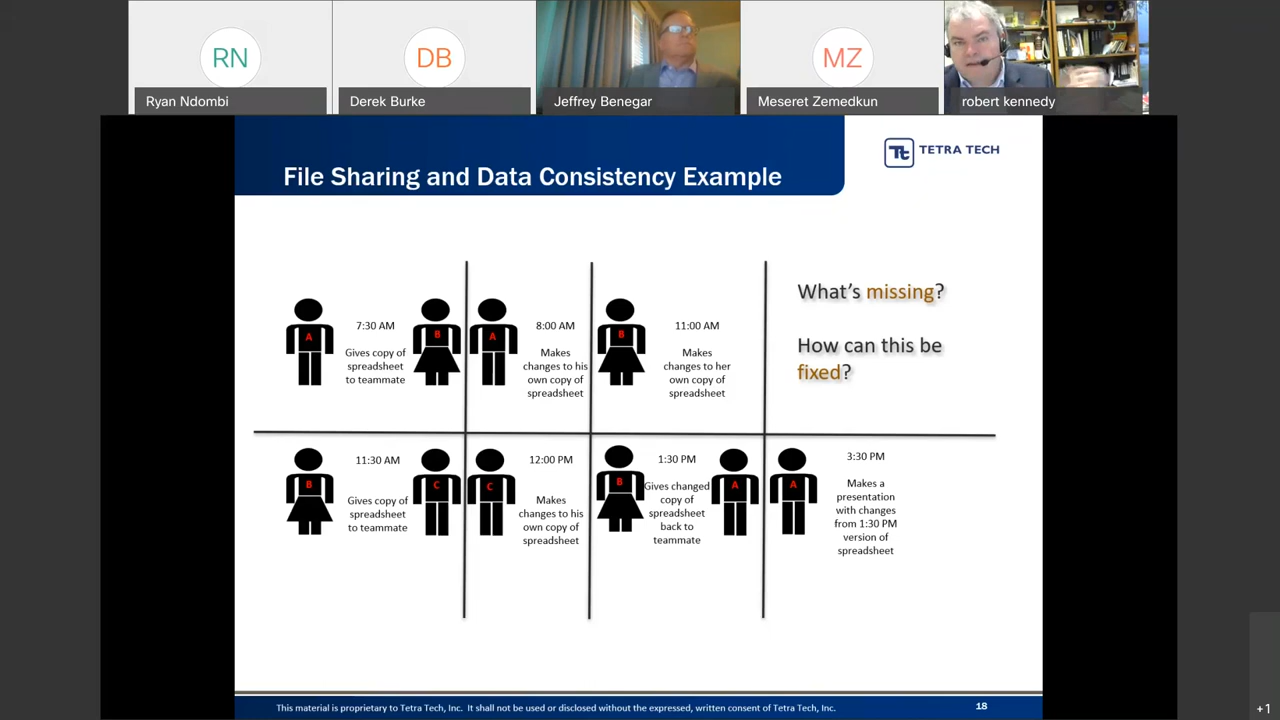 RN
DB
MZ
Ryan Ndombi
Derek Burke
Jeffrey Benegar
Meseret Zemedkun
robert kennedy
Tt
TETRA TECH
File Sharing and Data Consistency Example
A
7:30 AM
Gives copy of
spreadsheet
to teammate
B
A
8:00 AM
Makes
changes to his
own copy of
spreadsheet
B
11:00 AM
Makes
changes to her
own copy of
spreadsheet
What's missing?
How can this be
fixed?
B
11:30 AM
Gives copy of
spreadsheet
to teammate
C
C
12:00 PM
Makes
changes to his
own copy of
spreadsheet
B
1:30 PM
Gives changed
copy of
spreadsheet
back to
teammate
A
A
3:30 PM
Makes a
presentation
with changes
from 1:30 PM
version of
spreadsheet
This material is proprietary to Tetra Tech, Inc. It shall not be used or disclosed without the expressed, written consent of Tetra Tech, Inc.
18
+1